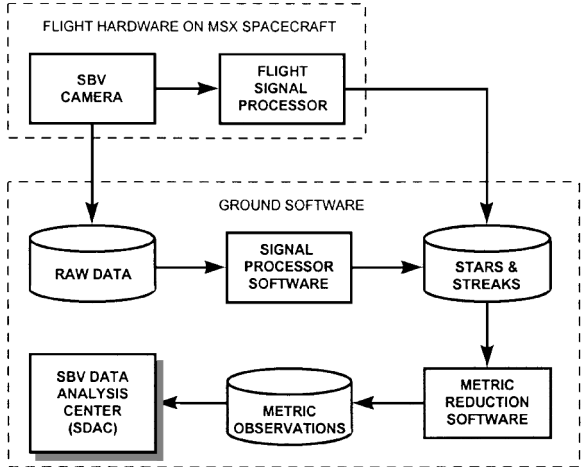 FLIGHT HARDWARE ON MSX SPACECRAFT
SBV
CAMERA
FLIGHT
SIGNAL
PROCESSOR
GROUND SOFTWARE
RAW DATA
SIGNAL
PROCESSOR
SOFTWARE
STARS &
STREAKS
SBV DATA
ANALYSIS
CENTER
(SDAC)
METRIC
OBSERVATIONS
METRIC
REDUCTION
SOFTWARE